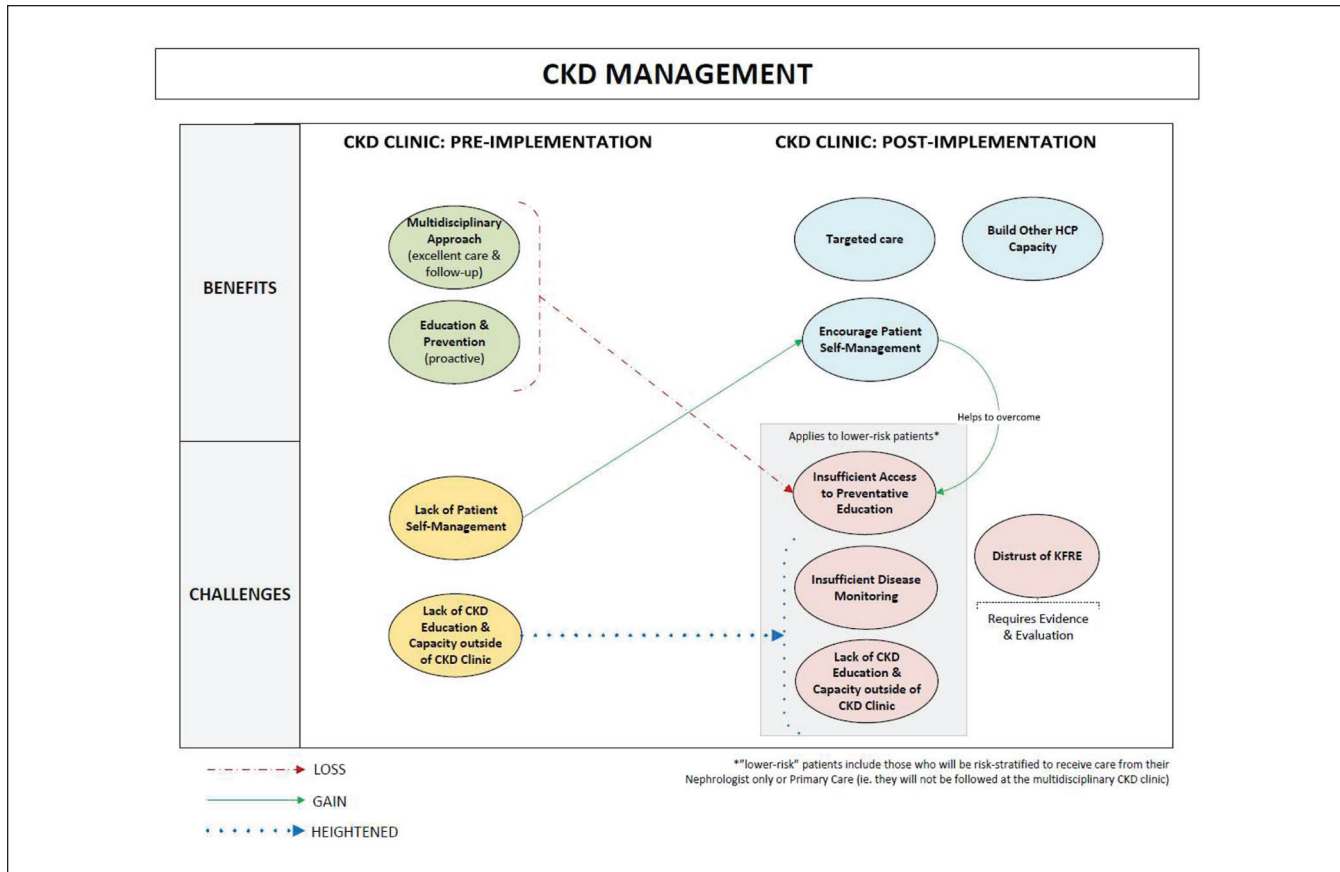 CKD MANAGEMENT
CKD CLINIC: PRE-IMPLEMENTATION
CKD CLINIC: POST-IMPLEMENTATION
BENEFITS
Multidisciplinary
Approach
(excellent care &
follow-up)
Education &
Prevention
(proactive)
Targeted care
Build Other HCP
Capacity
Encourage Patient
Self-Management
Helps to overcome
CHALLENGES
Lack of Patient
Self-Management
Lack of CKD
Education &
Capacity outside
of CKD Clinic
Applies to lower-risk patients*
Insufficient Access
to Preventative
Education
Insufficient Disease
Monitoring
Lack of CKD
Education &
Capacity outside of
CKD Clinic
Distrust of KFRE
Requires Evidence
& Evaluation
LOSS
GAIN
HEIGHTENED
*"lower-risk" patients include those who will be risk-stratified to receive care from their
Nephrologist only or Primary Care (ie. they will not be followed at the multidisciplinary CKD clinic)